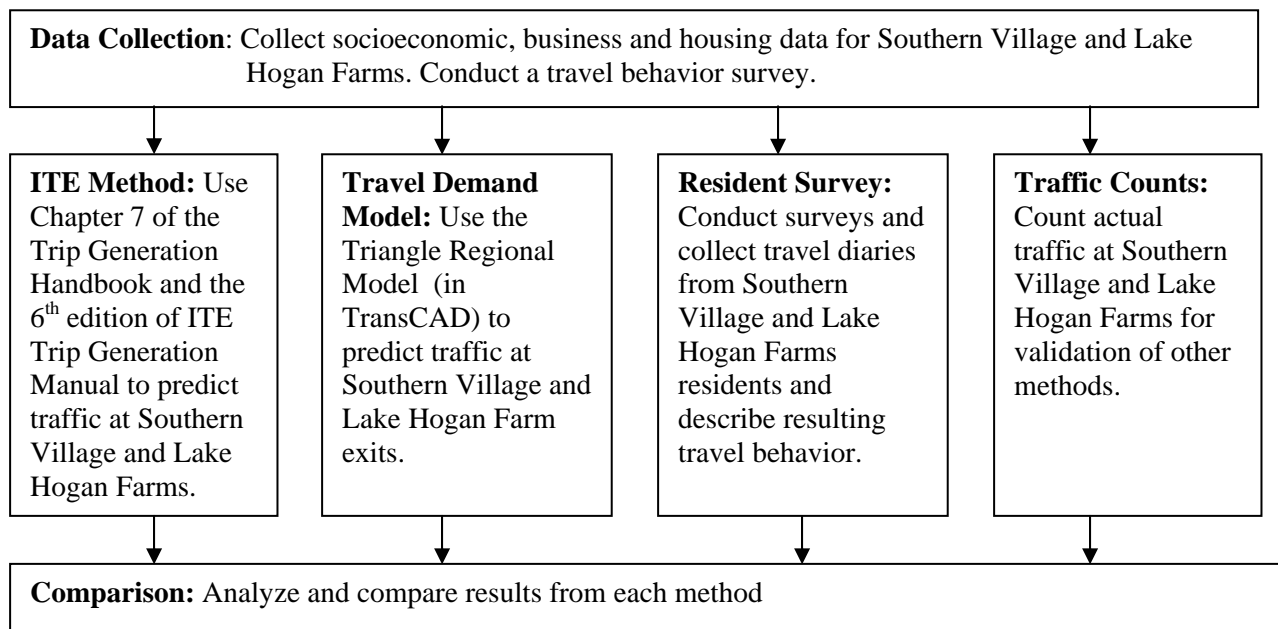 Data Collection: Collect socioeconomic, business and housing data for Southern Village and Lake
Hogan Farms. Conduct a travel behavior survey.
ITE Method: Use
Chapter 7 of the
Trip Generation
Handbook and the
6th edition of ITE
Trip Generation
Manual to predict
traffic at Southern
Village and Lake
Hogan Farms.
Travel Demand
Model: Use the
Triangle Regional
Model (in
TransCAD) to
predict traffic at
Southern Village and
Lake Hogan Farm
exits.
Resident Survey:
Conduct surveys and
collect travel diaries
from Southern
Village and Lake
Hogan Farms
residents and
describe resulting
travel behavior.
Traffic Counts:
Count actual
traffic at Southern
Village and Lake
Hogan Farms for
validation of other
methods.
Comparison: Analyze and compare results from each method